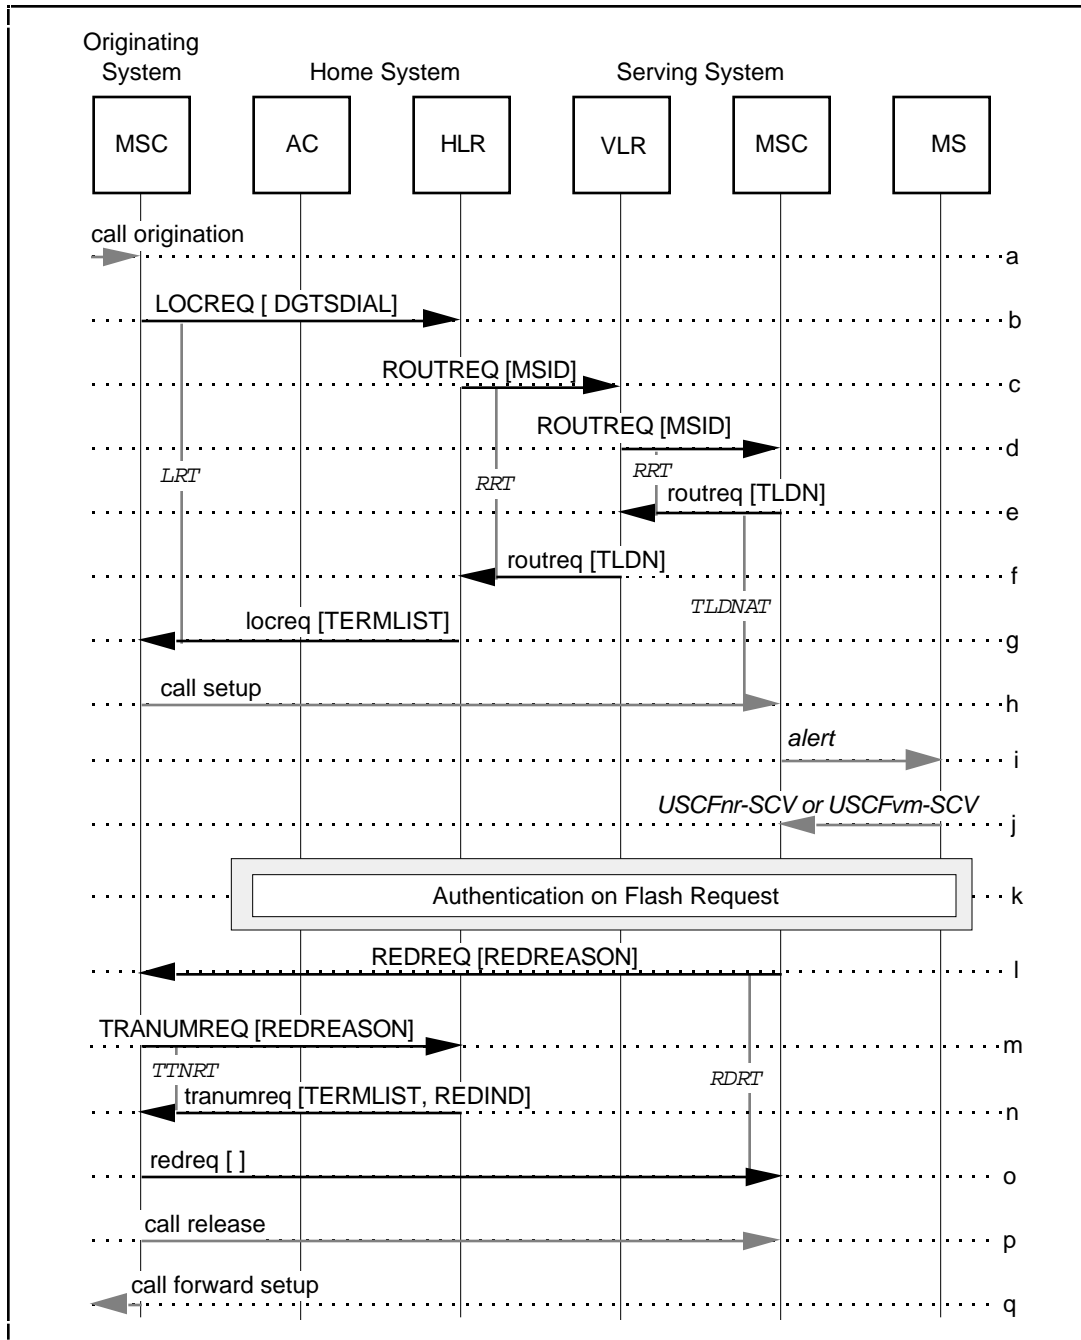 Originating
System
Home System
Serving System
MSC
AC
HLR
VLR
MSC
MS
call origination
a
LOCREQ [ DGTSDIAL]
b
ROUTREQ [MSID]
c
ROUTREQ [MSID]
d
LRT
RRT
RRT
routreq [TLDN]
e
routreq [TLDN]
f
TLDNAT
locreq [TERMLIST]
g
call setup
h
alert
i
USCFnr-SCV or USCFvm-SCV
j
Authentication on Flash Request
k
REDREQ [REDREASON]
l
TRANUMREQ [REDREASON]
m
TTNRT
RDRT
tranumreq [TERMLIST, REDIND]
n
redreq [ ]
o
call release
p
call forward setup
q